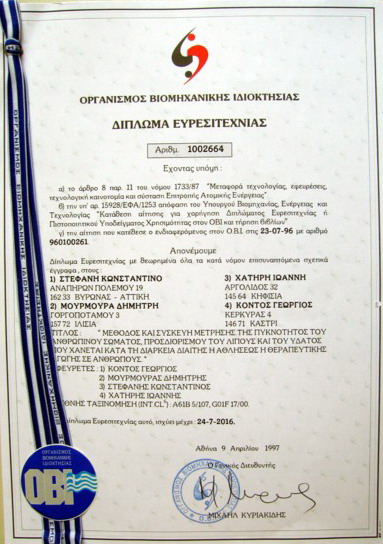 ΟΡΓΑΝΙΣΜΟΣ ΒΙΟΜΗΧΑΝΙΚΗΣ ΙΔΙΟΚΤΗΣΙΑΣ
ΔΙΠΛΩΜΑ ΕΥΡΕΣΙΤΕΧΝΙΑΣ
Αριθμ. 1002664
Έχοντας υπόψη :
α) το άρθρο 8 παρ 11 του νόμου 1733/87 "Μεταφορά τεχνολογίας, εφευρέσεις,
τεχνολογική καινοτομία και σύσταση Επιτροπής Ατομικής Ενέργειας"
β) την υπ' αρ 15928/ΕΦΑ/1253 απόφαση του Υπουργού Βιομηχανίας, Ενέργειας και
Τεχνολογίας "Κατάθεση αίτησης για χορήγηση Διπλώματος Ευρεσιτεχνίας ή
Πιστοποιητικού Υποδείγματος Χρησιμότητας στον ΟΒΙ και τήρηση βιβλίων"
γ) την αίτηση που κατέθεσε ο ενδιαφερόμενος στον Ο.Β.Ι. στις 23-07-96 με αριθμό
960100261
Απονέμουμε
Δίπλωμα Ευρεσιτεχνίας με θεωρημένα όλα τα κατά νόμον επισυναπτόμενα σχετικά
έγγραφα , στους :
1) ΣΤΕΦΑΝΗ ΚΩΝΣΤΑΝΤΙΝΟ 3) ΧΑΤΗΡΗ ΙΩΑΝΝΗ
ΑΝΑΠΗΡΩΝ ΠΟΛΕΜΟΥ 19 ΑΡΓΟΛΙΔΟΣ 32
162 33 ΒΥΡΩΝΑΣ - ΑΤΤΙΚΗ 145 64 ΚΗΦΙΣΙΑ
2) ΜΟΥΡΜΟΥΡΑ ΔΗΜΗΤΡΗ 4) ΚΟΝΤΟΣ ΓΕΩΡΓΙΟΣ
ΓΟΡΓΟΠΟΤΑΜΟΥ 3 ΚΕΡΚΥΡΑΣ 4
157 72 ΙΛΙΣΙΑ 146 71 ΚΑΣΤΡΙ
ΤΙΤΛΟΣ : " ΜΕΘΟΔΟΣ ΚΑΙ ΣΥΣΚΕΥΗ ΜΕΤΡΗΣΗΣ ΤΗΣ ΠΥΚΝΟΤΗΤΟΣ ΤΟΥ
ΑΝΘΡΩΠΙΝΟΥ ΣΩΜΑΤΟΣ, ΠΡΟΣΔΙΟΡΙΣΜΟΥ ΤΟΥ ΛΙΠΟΥΣ ΚΑΙ ΤΟΥ ΥΔΑΤΟΣ
ΠΟΥ ΧΑΝΕΤΑΙ ΚΑΤΑ ΤΗ ΔΙΑΡΚΕΙΑ ΔΙΑΙΤΗΣ Η ΑΘΛΗΣΕΩΣ Η ΘΕΡΑΠΕΥΤΙΚΗΣ
ΑΓΩΓΗΣ ΣΕ ΑΝΘΡΩΠΟΥΣ "
ΕΦΕΥΡΕΤΕΣ : 1) ΚΟΝΤΟΣ ΓΕΩΡΓΙΟΣ
2) ΜΟΥΡΜΟΥΡΑΣ ΔΗΜΗΤΡΗΣ
3) ΣΤΕΦΑΝΗΣ ΚΩΝΣΤΑΝΤΙΝΟΣ
4) ΧΑΤΗΡΗΣ ΙΩΑΝΝΗΣ
ΤΑΞΙΝΟΜΗΣΗ (INT.CL⁶) : A61B 5/107, G01F 17/00.
Δίπλωμα Ευρεσιτεχνίας αυτό, ισχύει μέχρι : 24-7-2016.
Αθήνα 9 Απριλίου 1997
Γενικός Διευθυντής
ΜΙΧΑΗΛ ΚΥΡΙΑΚΙΔΗΣ
ΟΡΓΑΝΙΣΜΟΣ
ΒΙΟΜΗΧΑΝΙΚΗΣ
ΙΔΙΟΚΤΗΣΙΑΣ
OBI